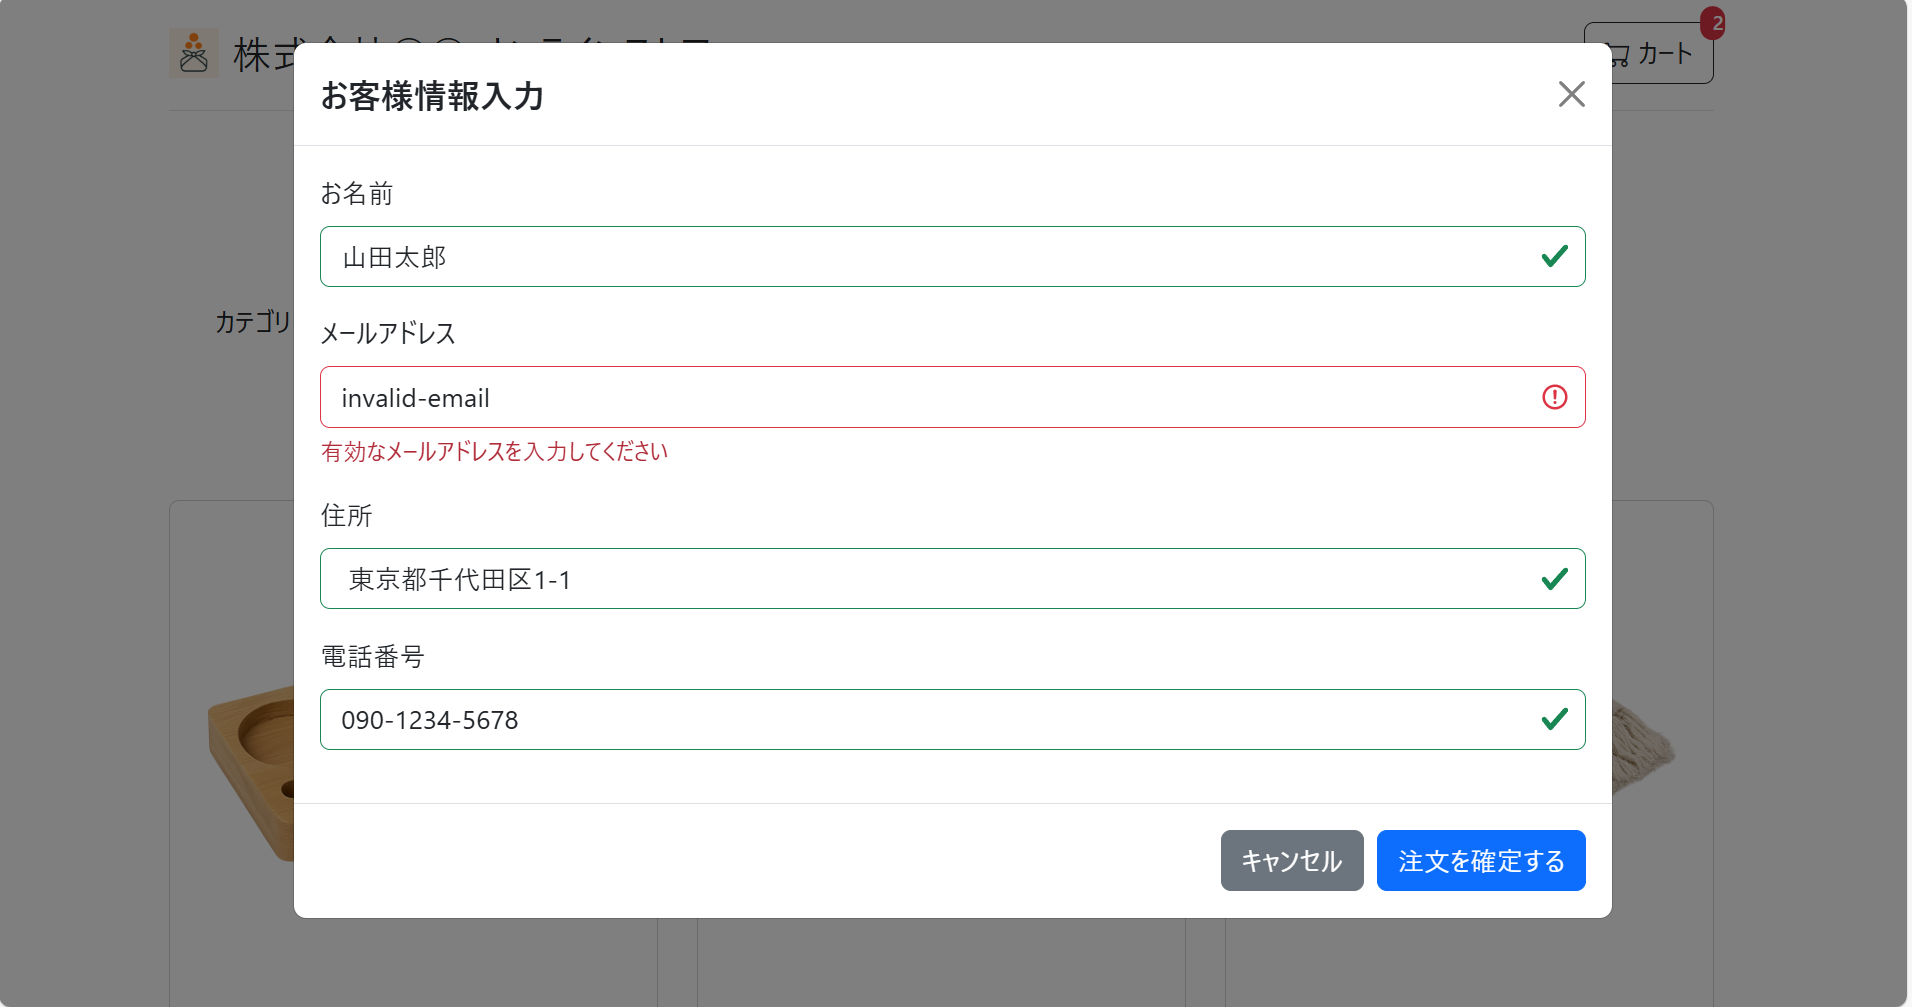 カート
2
お客様情報入力
お名前
山田太郎
メールアドレス
invalid-email
有効なメールアドレスを入力してください
住所
東京都千代田区1-1
電話番号
090-1234-5678
キャンセル
注文を確定する
カテゴリ